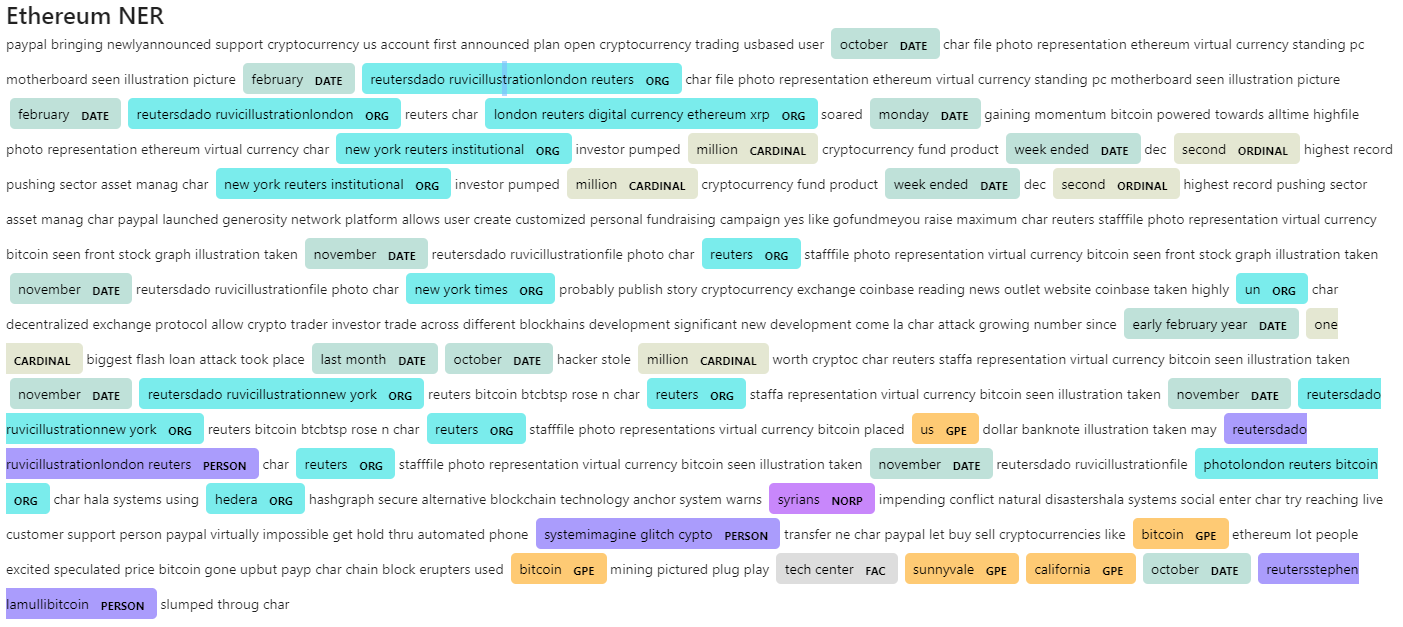 Ethereum NER
paypal bringing newlyannounced support cryptocurrency us account first announced plan open cryptocurrency trading usbased user october DATE char file photo representation ethereum virtual currency standing pc
motherboard seen illustration picture february DATE reutersdado ruvicillustrationlondon reuters ORG char file photo representation ethereum virtual currency standing pc motherboard seen illustration picture
february DATE reutersdado ruvicillustrationlondon ORG reuters char london reuters digital currency ethereum xrp ORG soared monday DATE gaining momentum bitcoin powered towards alltime highfile
photo representation ethereum virtual currency char new york reuters institutional ORG investor pumped million CARDINAL cryptocurrency fund product week ended DATE dec second ORDINAL highest record
pushing sector asset manag char new york reuters institutional ORG investor pumped million CARDINAL cryptocurrency fund product week ended DATE dec second ORDINAL highest record pushing sector
asset manag char paypal launched generosity network platform allows user create customized personal fundraising campaign yes like gofundmeyou raise maximum char reuters stafffile photo representation virtual currency
bitcoin seen front stock graph illustration taken november DATE reutersdado ruvicillustrationfile photo char reuters ORG stafffile photo representation virtual currency bitcoin seen front stock graph illustration taken
november DATE reutersdado ruvicillustrationfile photo char new york times ORG probably publish story cryptocurrency exchange coinbase reading news outlet website coinbase taken highly un ORG char
decentralized exchange protocol allow crypto trader investor trade across different blockhains development significant new development come la char attack growing number since early february year DATE one
CARDINAL biggest flash loan attack took place last month DATE october DATE hacker stole million CARDINAL worth cryptoc char reuters staffa representation virtual currency bitcoin seen illustration taken
november DATE reutersdado ruvicillustrationnew york ORG reuters bitcoin btcbtsp rose n char reuters ORG staffa representation virtual currency bitcoin seen illustration taken november DATE reutersdado
ruvicillustrationnew york ORG reuters bitcoin btcbtsp rose n char reuters ORG stafffile photo representations virtual currency bitcoin placed us GPE dollar banknote illustration taken may reutersdado
ruvicillustrationlondon reuters PERSON char reuters ORG stafffile photo representation virtual currency bitcoin seen illustration taken november DATE reutersdado ruvicillustrationfile photolondon reuters bitcoin
ORG char hala systems using hedera ORG hashgraph secure alternative blockchain technology anchor system warns syrians NORP impending conflict natural disastershala systems social enter char try reaching live
customer support person paypal virtually impossible get hold thru automated phone systemimagine glitch cypto PERSON transfer ne char paypal let buy sell cryptocurrencies like bitcoin GPE ethereum lot people
excited speculated price bitcoin gone upbut payp char chain block erupters used bitcoin GPE mining pictured plug play tech center FAC sunnyvale GPE california GPE october DATE reutersstephen
lamullibitcoin PERSON slumped throug char